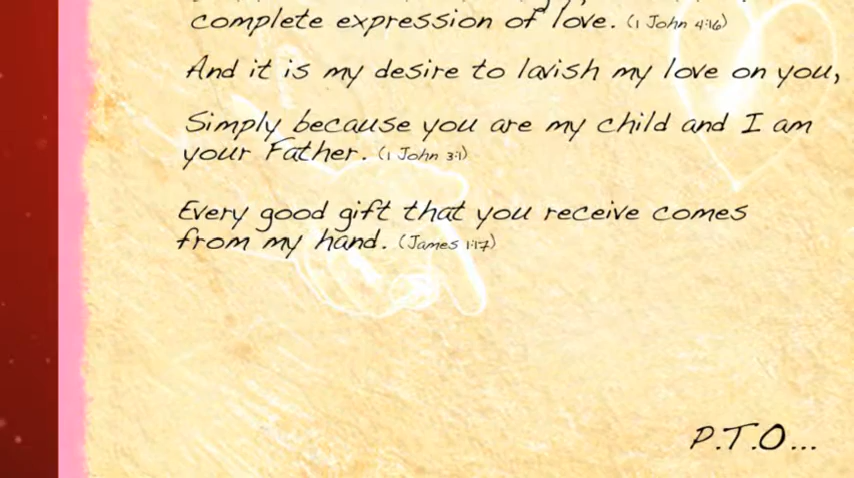 complete expression of love. (1 John 4:16)
And it is my desire to lavish my love on you,
Simply because you are my child and I am
your Father. (1 John 3:1)
Every good gift that you receive comes
from my hand. (James 1:17)
P.T.O...